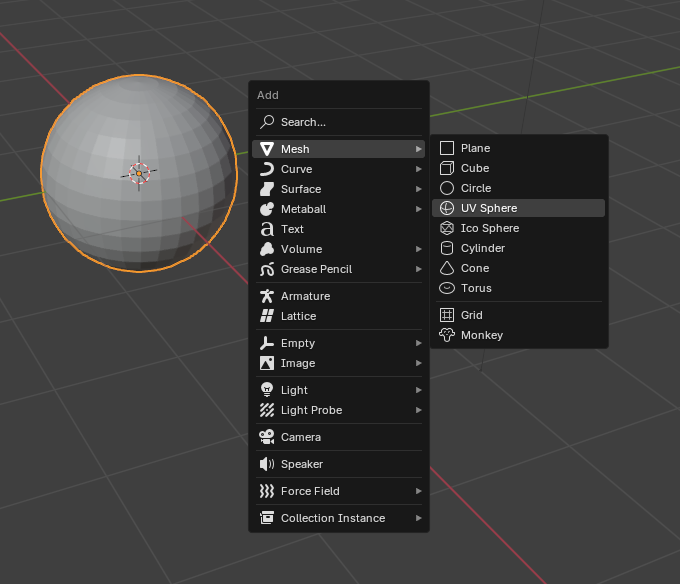 Add
Search...
Mesh
Curve
Surface
Metaball
Text
Volume
Grease Pencil
Armature
Lattice
Empty
Image
Light
Light Probe
Camera
Speaker
Force Field
Collection Instance
Plane
Cube
Circle
UV Sphere
Ico Sphere
Cylinder
Cone
Torus
Grid
Monkey